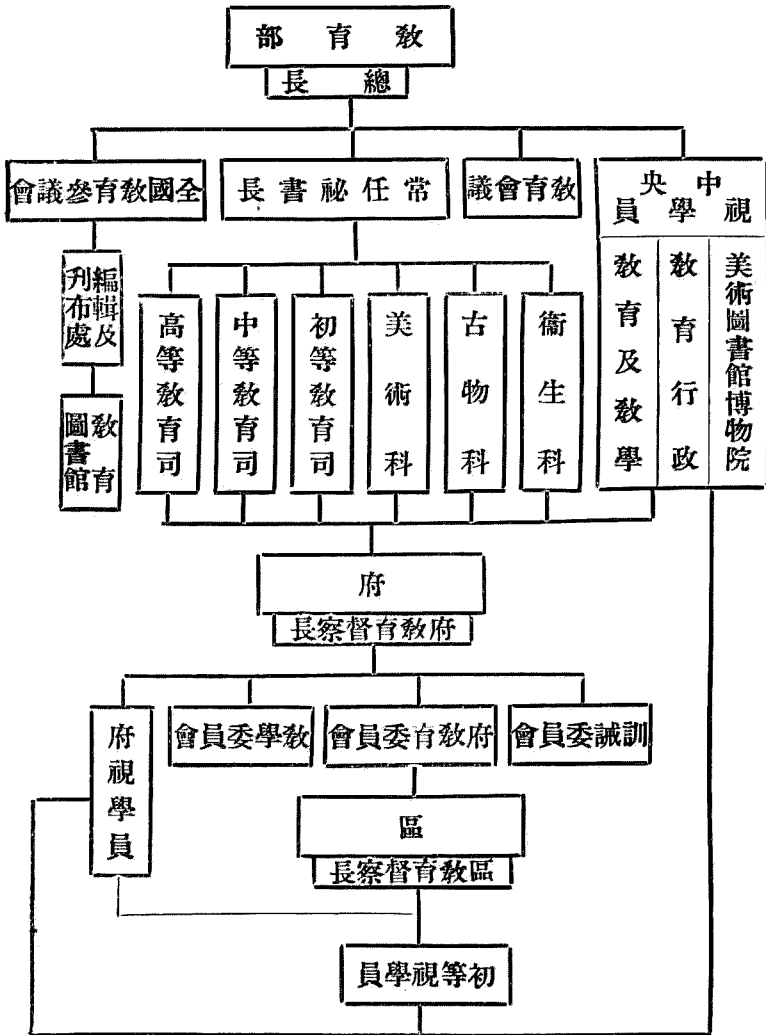 教育部
總長
中央視學員
教育會議
常任祕書長
全國教育參議會
美術圖書館博物院
教育行政
教育及教學
衞生科
古物科
美術科
初等教育司
中等教育司
高等教育司
編輯及刋布處
教育圖書館
府
府教育督察長
訓誡委員會
府教育委員會
教學委員會
府視學員
區
區教育督察長
初等視學員